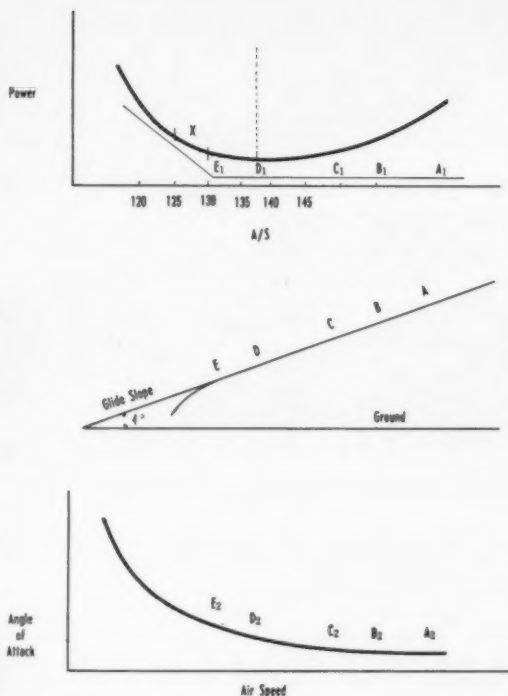 Power
X
E1 D1 C1 B1 A1
120 125 130 135 140 145
A/S
A
B
C
D
E
Glide Slope
4°
Ground
E2 D2 C2 B2 A2
Angle
of
Attack
Air Speed